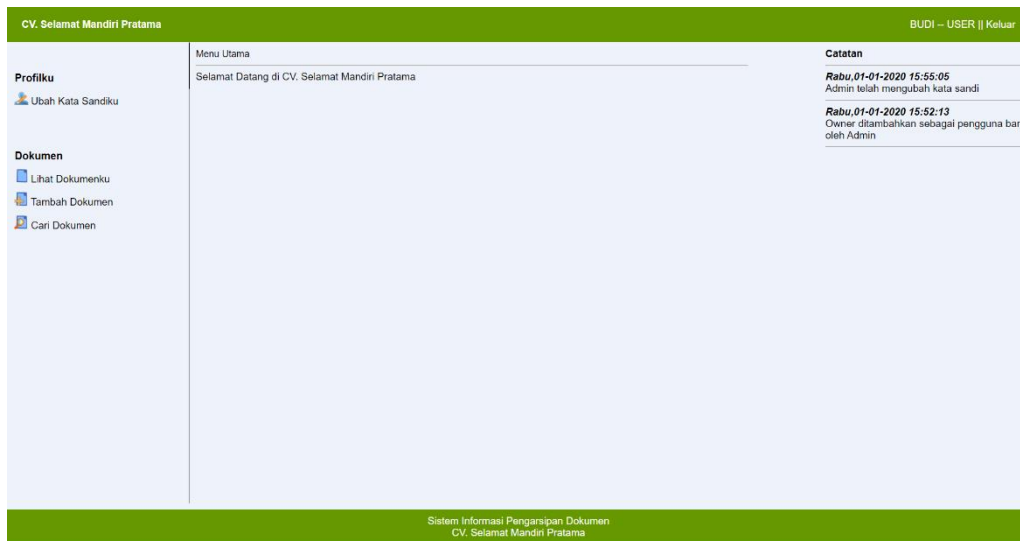 CV. Selamat Mandiri Pratama
BUDI – USER || Keluar
Profilku
Ubah Kata Sandiku
Dokumen
Lihat Dokumenku
Tambah Dokumen
Cari Dokumen
Menu Utama
Selamat Datang di CV. Selamat Mandiri Pratama
Catatan
Rabu,01-01-2020 15:55:05
Admin telah mengubah kata sandi
Rabu,01-01-2020 15:52:13
Owner ditambahkan sebagai pengguna bar
oleh Admin
Sistem Informasi Pengarsipan Dokumen
CV. Selamat Mandiri Pratama